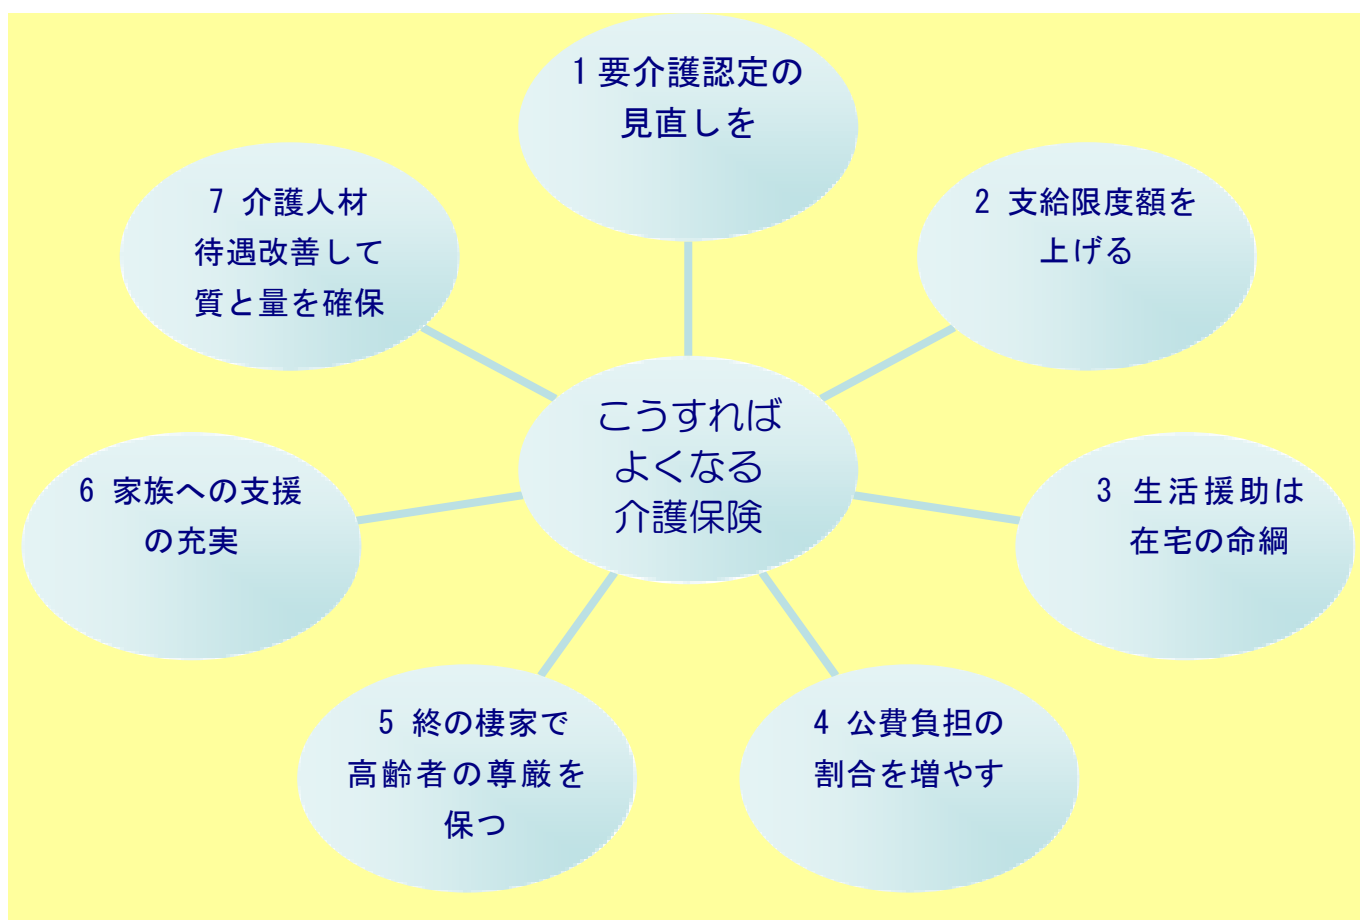 1 要介護認定の
見直しを
2 支給限度額を
上げる
3 生活援助は
在宅の命綱
4 公費負担の
割合を増やす
5 終の棲家で
高齢者の尊厳を
保つ
6 家族への支援
の充実
7 介護人材
待遇改善して
質と量を確保
こうすれば
よくなる
介護保険